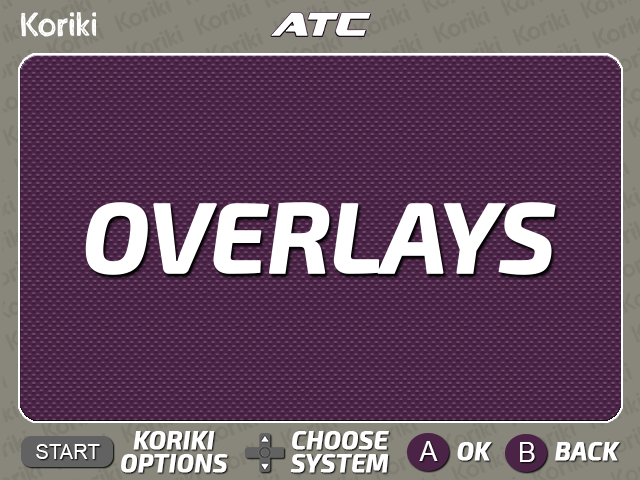 Koriki
ATC
OVERLAYS
START
KORIKI
OPTIONS
CHOOSE
SYSTEM
A
OK
B
BACK